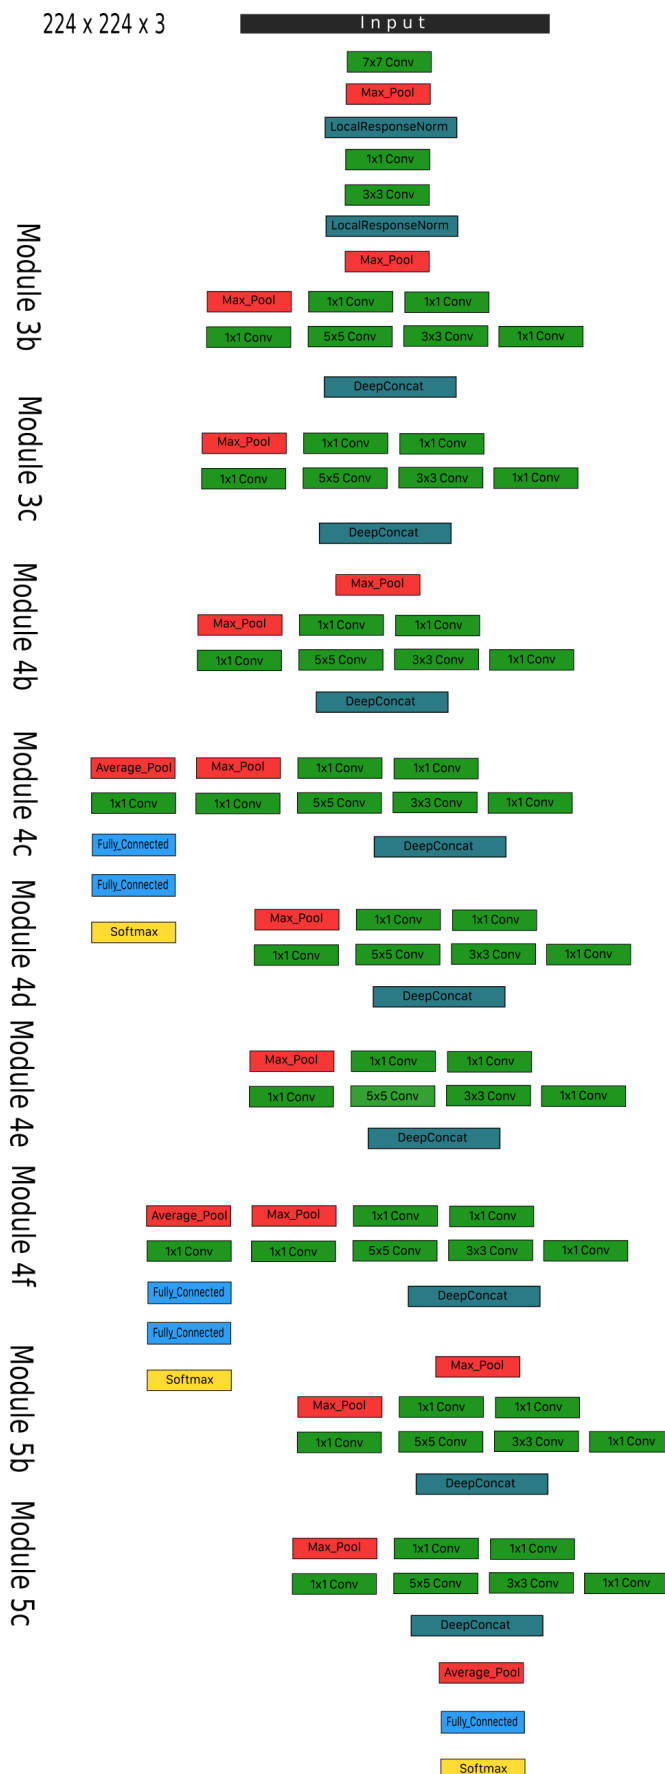 224 x 224 x 3 Input
7x7 Conv
Max_Pool
LocalResponseNorm
1x1 Conv
3x3 Conv
LocalResponseNorm
Max_Pool
Module 3b
Max_Pool 1x1 Conv 1x1 Conv
1x1 Conv 5x5 Conv 3x3 Conv 1x1 Conv
DeepConcat
Module 3c
Max_Pool 1x1 Conv 1x1 Conv
1x1 Conv 5x5 Conv 3x3 Conv 1x1 Conv
DeepConcat
Module 4b
Max_Pool
Max_Pool 1x1 Conv 1x1 Conv
1x1 Conv 5x5 Conv 3x3 Conv 1x1 Conv
DeepConcat
Module 4c
Average_Pool Max_Pool 1x1 Conv 1x1 Conv
1x1 Conv 1x1 Conv 5x5 Conv 3x3 Conv 1x1 Conv
Fully_Connected DeepConcat
Fully_Connected
Softmax
Module 4d
Max_Pool 1x1 Conv 1x1 Conv
1x1 Conv 5x5 Conv 3x3 Conv 1x1 Conv
DeepConcat
Module 4e
Max_Pool 1x1 Conv 1x1 Conv
1x1 Conv 5x5 Conv 3x3 Conv 1x1 Conv
DeepConcat
Module 4f
Average_Pool Max_Pool 1x1 Conv 1x1 Conv
1x1 Conv 1x1 Conv 5x5 Conv 3x3 Conv 1x1 Conv
Fully_Connected DeepConcat
Fully_Connected
Softmax
Module 5b
Max_Pool
Max_Pool 1x1 Conv 1x1 Conv
1x1 Conv 5x5 Conv 3x3 Conv 1x1 Conv
DeepConcat
Module 5c
Max_Pool 1x1 Conv 1x1 Conv
1x1 Conv 5x5 Conv 3x3 Conv 1x1 Conv
DeepConcat
Average_Pool
Fully_Connected
Softmax